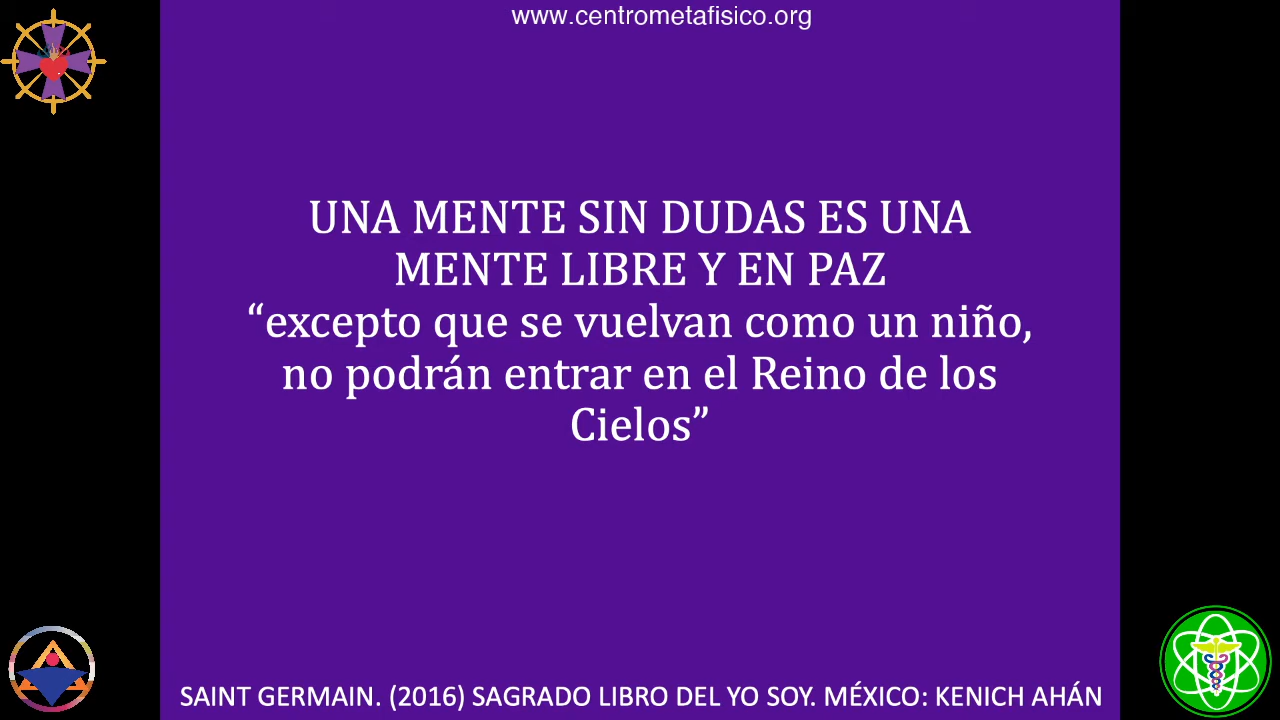 www.centrometafisico.org
UNA MENTE SIN DUDAS ES UNA
MENTE LIBRE Y EN PAZ
“excepto que se vuelvan como un niño,
no podrán entrar en el Reino de los
Cielos”
SAINT GERMAIN. (2016) SAGRADO LIBRO DEL YO SOY. MÉXICO: KENICH AHÁN